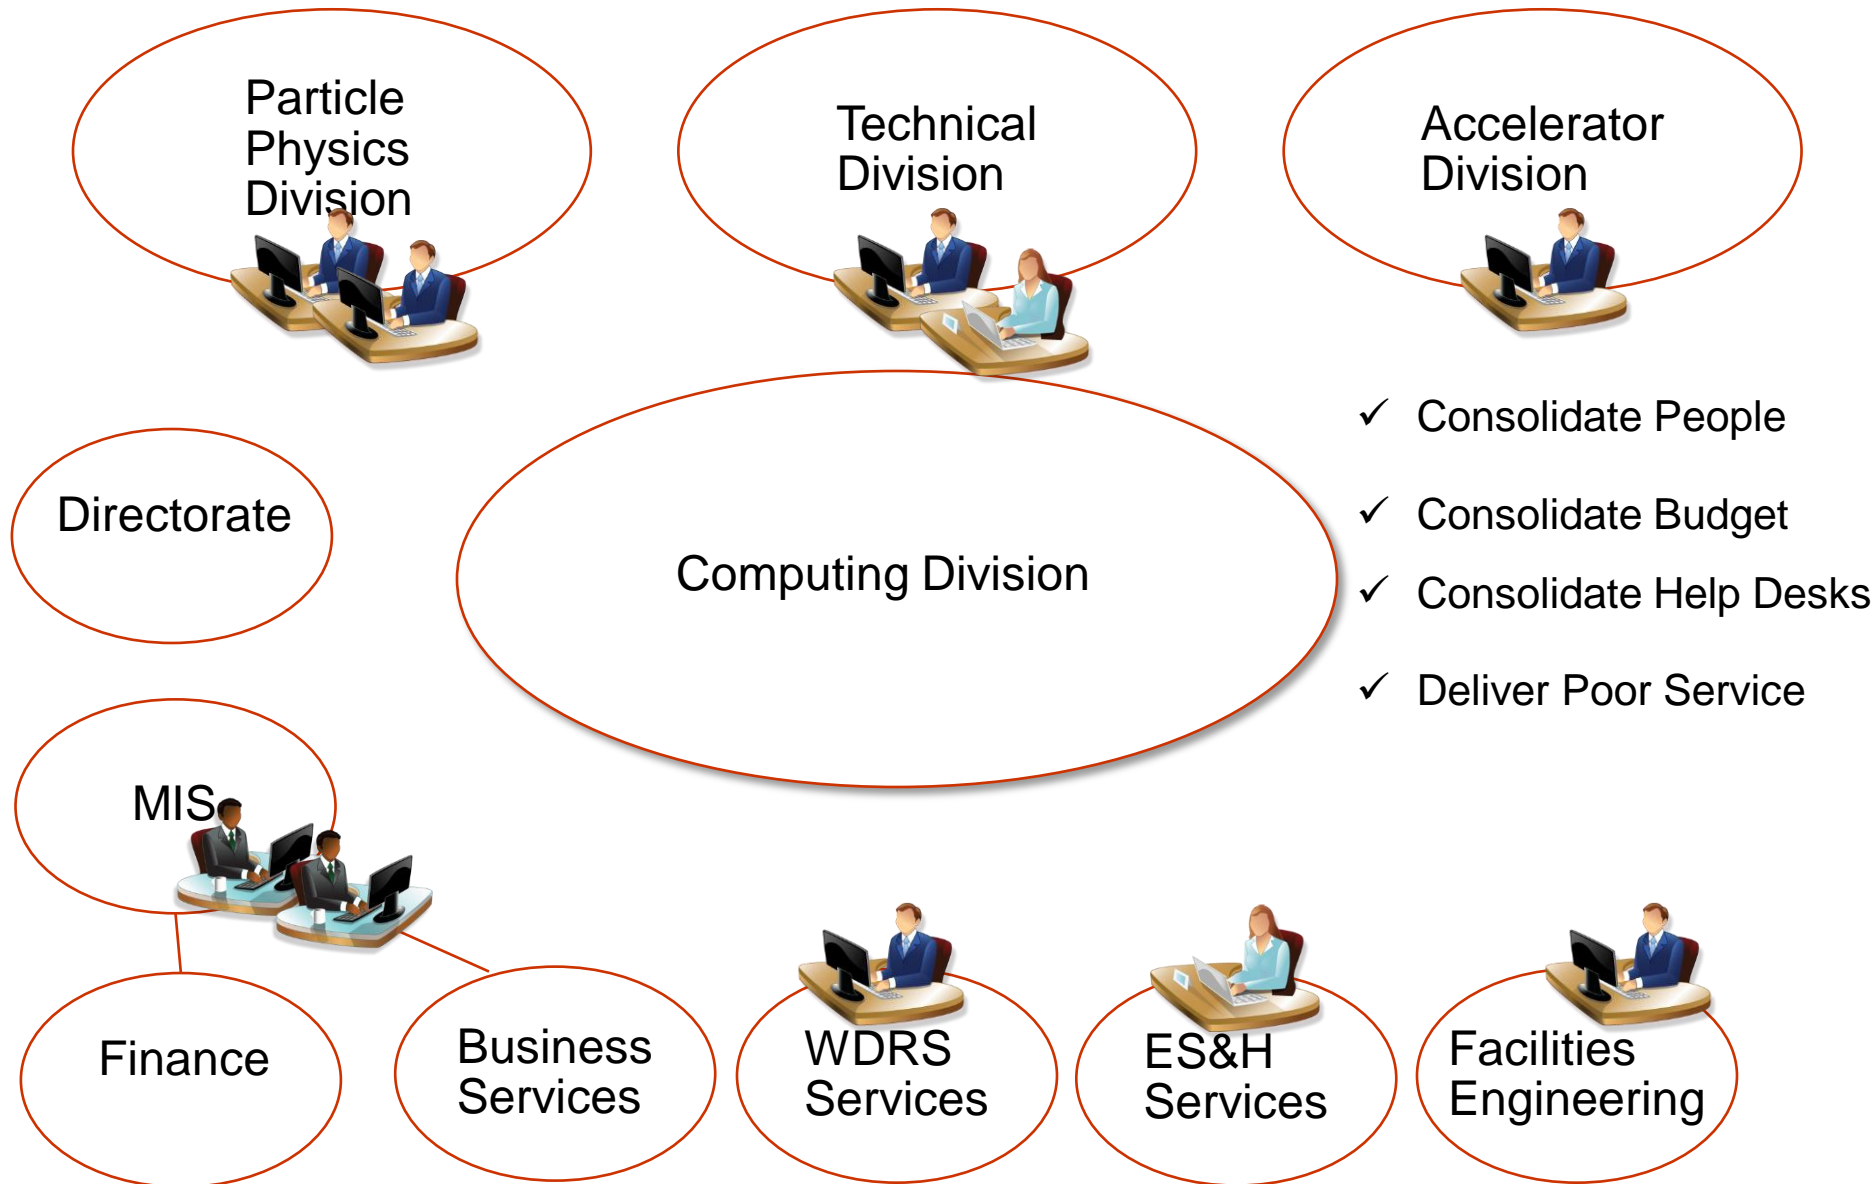 Particle
Physics
Division
Technical
Division
Accelerator
Division
✓ Consolidate People
Directorate
✓ Consolidate Budget
Computing Division
✓ Consolidate Help Desks
✓ Deliver Poor Service
MIS
Finance
Business
Services
WDRS
Services
ES&H
Services
Facilities
Engineering